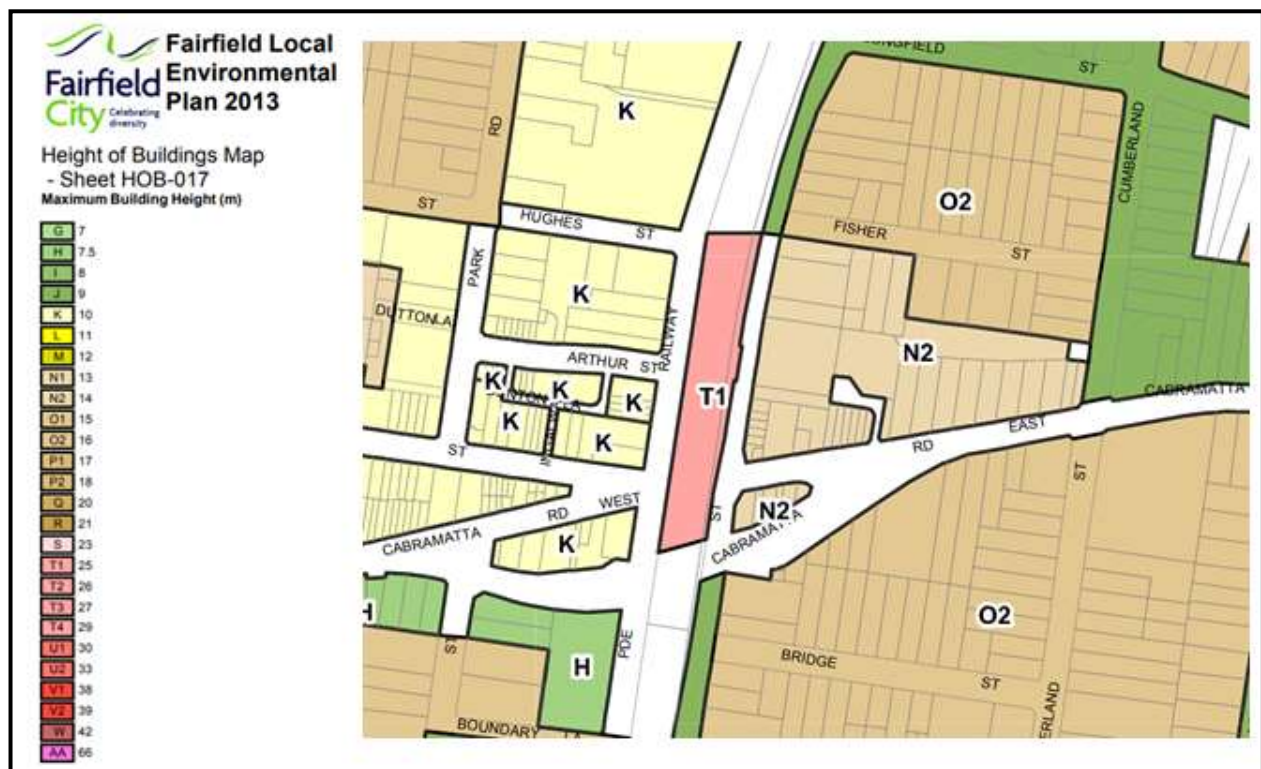 Fairfield
City
Celebrating
diversity
Fairfield Local
Environmental
Plan 2013
Height of Buildings Map
- Sheet HOB-017
Maximum Building Height (m)
G 7
H 7.5
I 8
J 9
K 10
L 11
M 12
N1 13
N2 14
O1 15
O2 16
P1 17
P2 18
Q 20
R 21
S 23
T1 25
T2 26
T3 27
T4 29
U1 30
U2 33
V1 38
V2 39
W 42
AA 66
ST
K
RD
CUMBERLAND
O2
ST
HUGHES ST
FISHER ST
PARK
K
DUTTON LA
RAILWAY
N2
ARTHUR ST
K
K
K
T1
CABRAMATTA
K
K
RD EAST
ST
ST
WEST
RD
CABRAMATTA
K
ST
N2
CABRAMATTA
H
O2
ST
PDE
H
BRIDGE ST
BOUNDARY LA
ERLAND